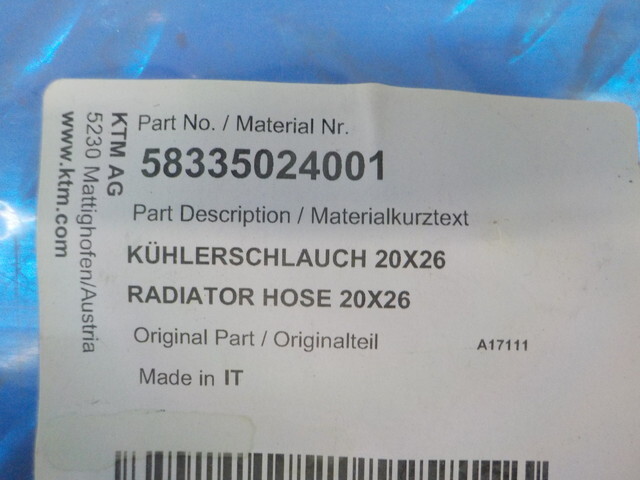 KTM AG
5230 Mattighofen/Austria
www.ktm.com
Part No. / Material Nr.
58335024001
Part Description / Materialkurztext
KÜHLERSCHLAUCH 20X26
RADIATOR HOSE 20X26
Original Part / Originalteil
A17111
Made in IT